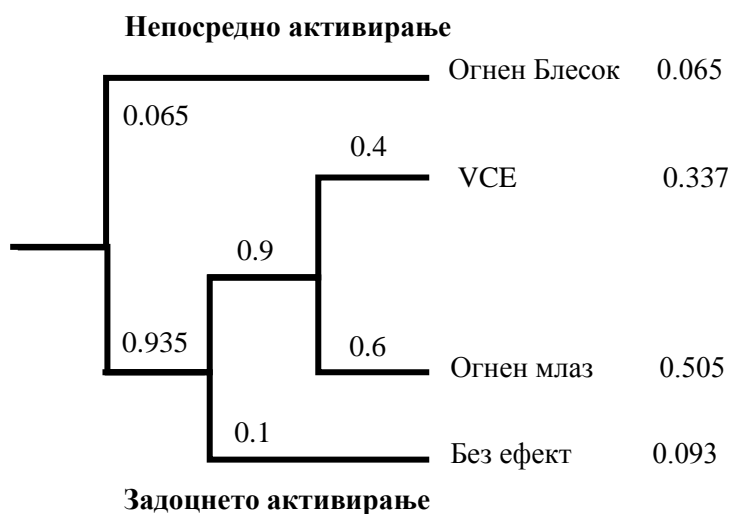 Непосредно активирање
Огнен Блесок 0.065
0.065
0.4
VCE 0.337
0.9
0.935
0.6
Огнен млаз 0.505
0.1
Без ефект 0.093
Задоцнето активирање